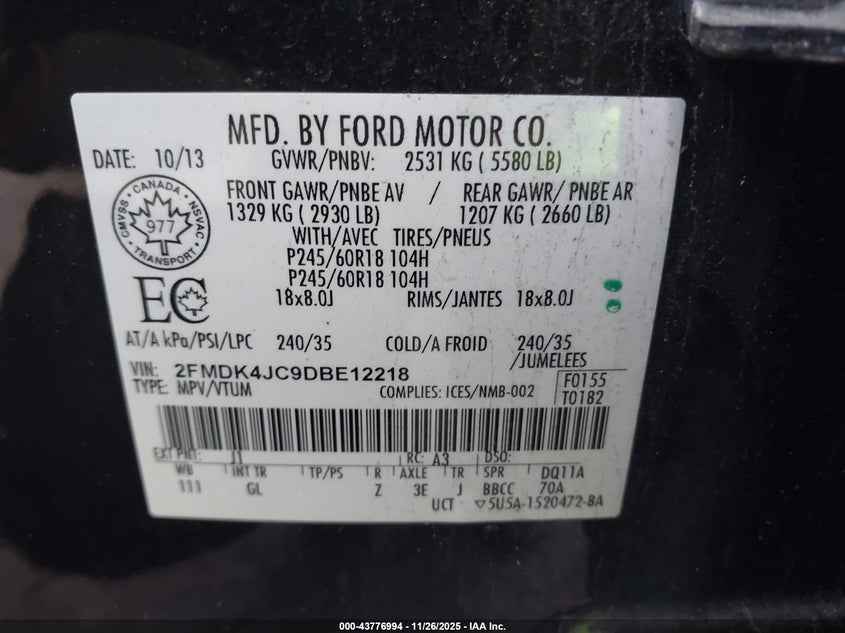 MFD. BY FORD MOTOR CO.
DATE: 10/13 GVWR/PNBV: 2531 KG ( 5580 LB)
FRONT GAWR/PNBE AV / REAR GAWR/ PNBE AR
1329 KG ( 2930 LB) 1207 KG ( 2660 LB)
WITH/AVEC TIRES/PNEUS
P245/60R18 104H
P245/60R18 104H
18x8.0J RIMS/JANTES 18x8.0J
CANADA
CMVSS 977 NSVAC
TRANSPORT
EC
AT/A kPa/PSI/LPC 240/35 COLD/A FROID 240/35
/JUMELEES
VIN: 2FMDK4JC9DBE12218 F0155
TYPE: MPV/VTUM COMPLIES: ICES/NMB-002 T0182
EXT PNT: J1 RC: A3 DSO:
WB INT TR TP/PS R AXLE TR SPR DQ11A
111 GL Z 3E J BBCC 70A
UCT 5U5A-1520472-BA
000-43776994 - 11/26/2025 - IAA Inc.